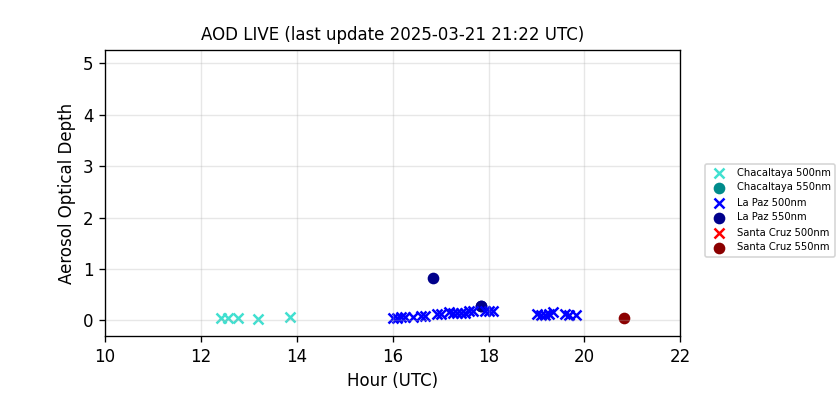 AOD LIVE (last update 2025-03-21 21:22 UTC)
Aerosol Optical Depth
5
4
3
2
1
0
10 12 14 16 18 20 22
Hour (UTC)
Chacaltaya 500nm
Chacaltaya 550nm
La Paz 500nm
La Paz 550nm
Santa Cruz 500nm
Santa Cruz 550nm